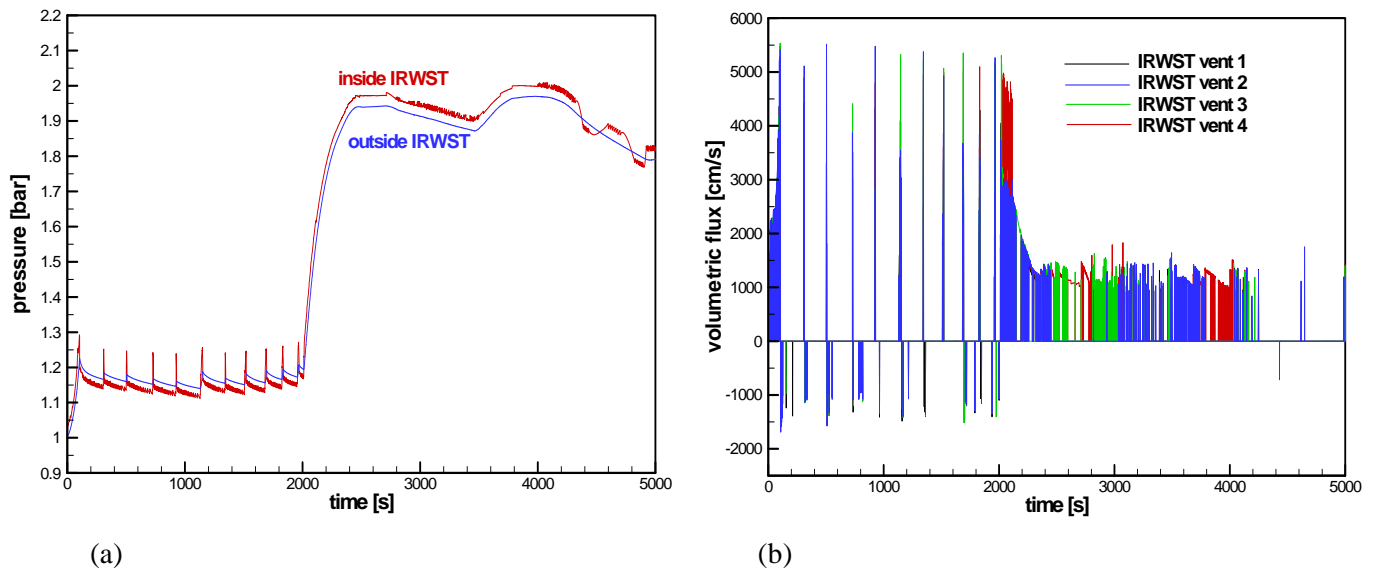 2.2
2.1
2
1.9
1.8
1.7
1.6
1.5
1.4
1.3
1.2
1.1
1
0.9
pressure [bar]
inside IRWST
outside IRWST
0 1000 2000 3000 4000 5000
time [s]
(a)
6000
5000
4000
3000
2000
1000
0
-1000
-2000
volumetric flux [cm/s]
IRWST vent 1
IRWST vent 2
IRWST vent 3
IRWST vent 4
0 1000 2000 3000 4000 5000
time [s]
(b)